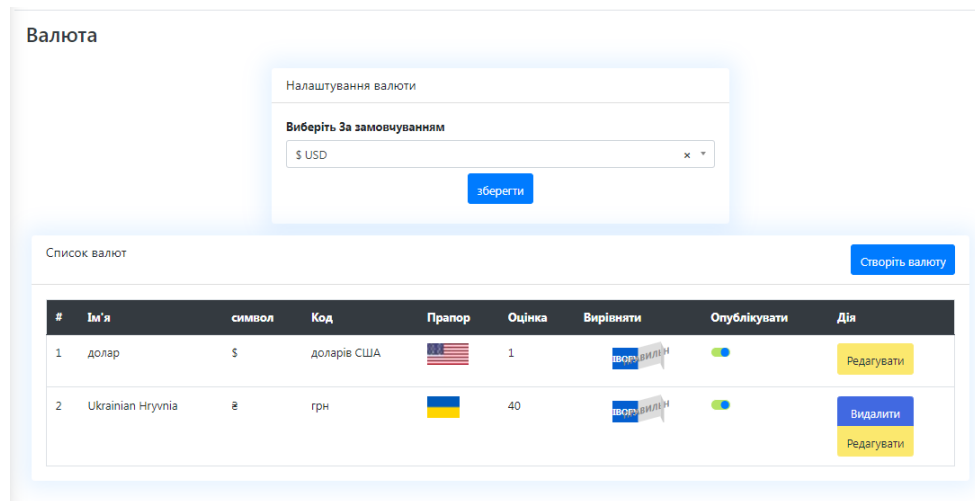 Валюта
Налаштування валюти
Виберіть За замовчуванням
$ USD × 
зберегти
Список валют
Створіть валюту
# Ім'я символ Код Прапор Оцінка Вирівняти Опублікувати Дія
1 долар $ доларів США 1 Редагувати
2 Ukrainian Hryvnia ₴ грн 40 Видалити
Редагувати